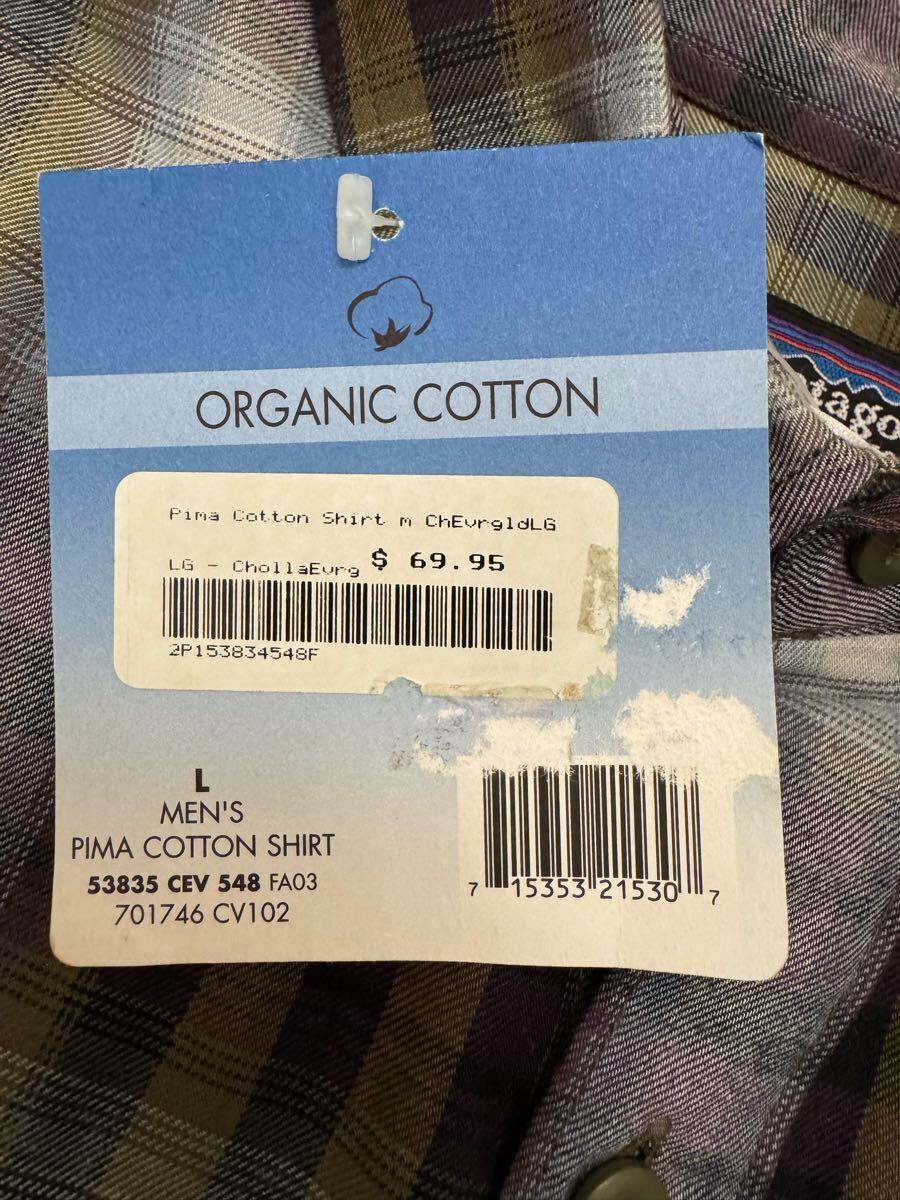 ORGANIC COTTON
tago
Pima Cotton Shirt m ChEvrgldLG
LG - ChollaEvrg $ 69.95
2P153834548F
L
MEN'S
PIMA COTTON SHIRT
53835 CEV 548 FA03
701746 CV102
7 15353 21530 7